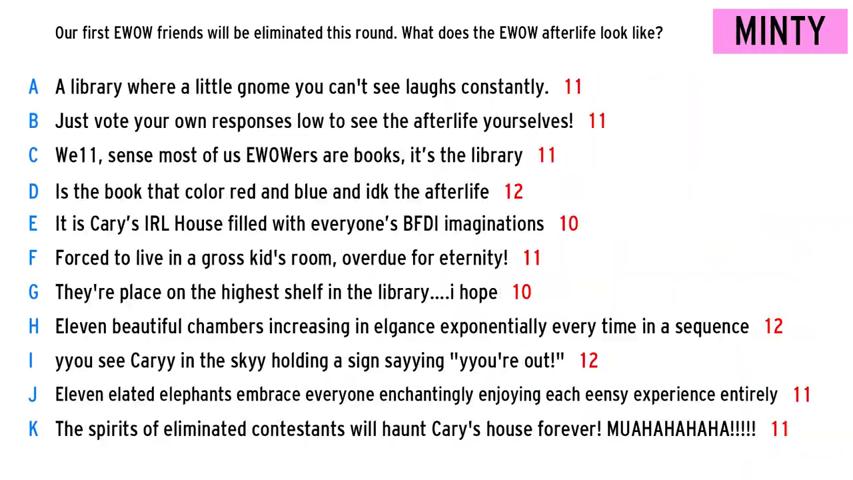 Our first EWOW friends will be eliminated this round. What does the EWOW afterlife look like?
MINTY
A A library where a little gnome you can't see laughs constantly. 11
B Just vote your own responses low to see the afterlife yourselves! 11
C We11, sense most of us EWOWers are books, it’s the library 11
D Is the book that color red and blue and idk the afterlife 12
E It is Cary’s IRL House filled with everyone’s BFDI imaginations 10
F Forced to live in a gross kid's room, overdue for eternity! 11
G They're place on the highest shelf in the library....i hope 10
H Eleven beautiful chambers increasing in elgance exponentially every time in a sequence 12
I yyou see Caryy in the skyy holding a sign sayying "yyou're out!" 12
J Eleven elated elephants embrace everyone enchantingly enjoying each eensy experience entirely 11
K The spirits of eliminated contestants will haunt Cary's house forever! MUAHAHAHAHA!!!!! 11